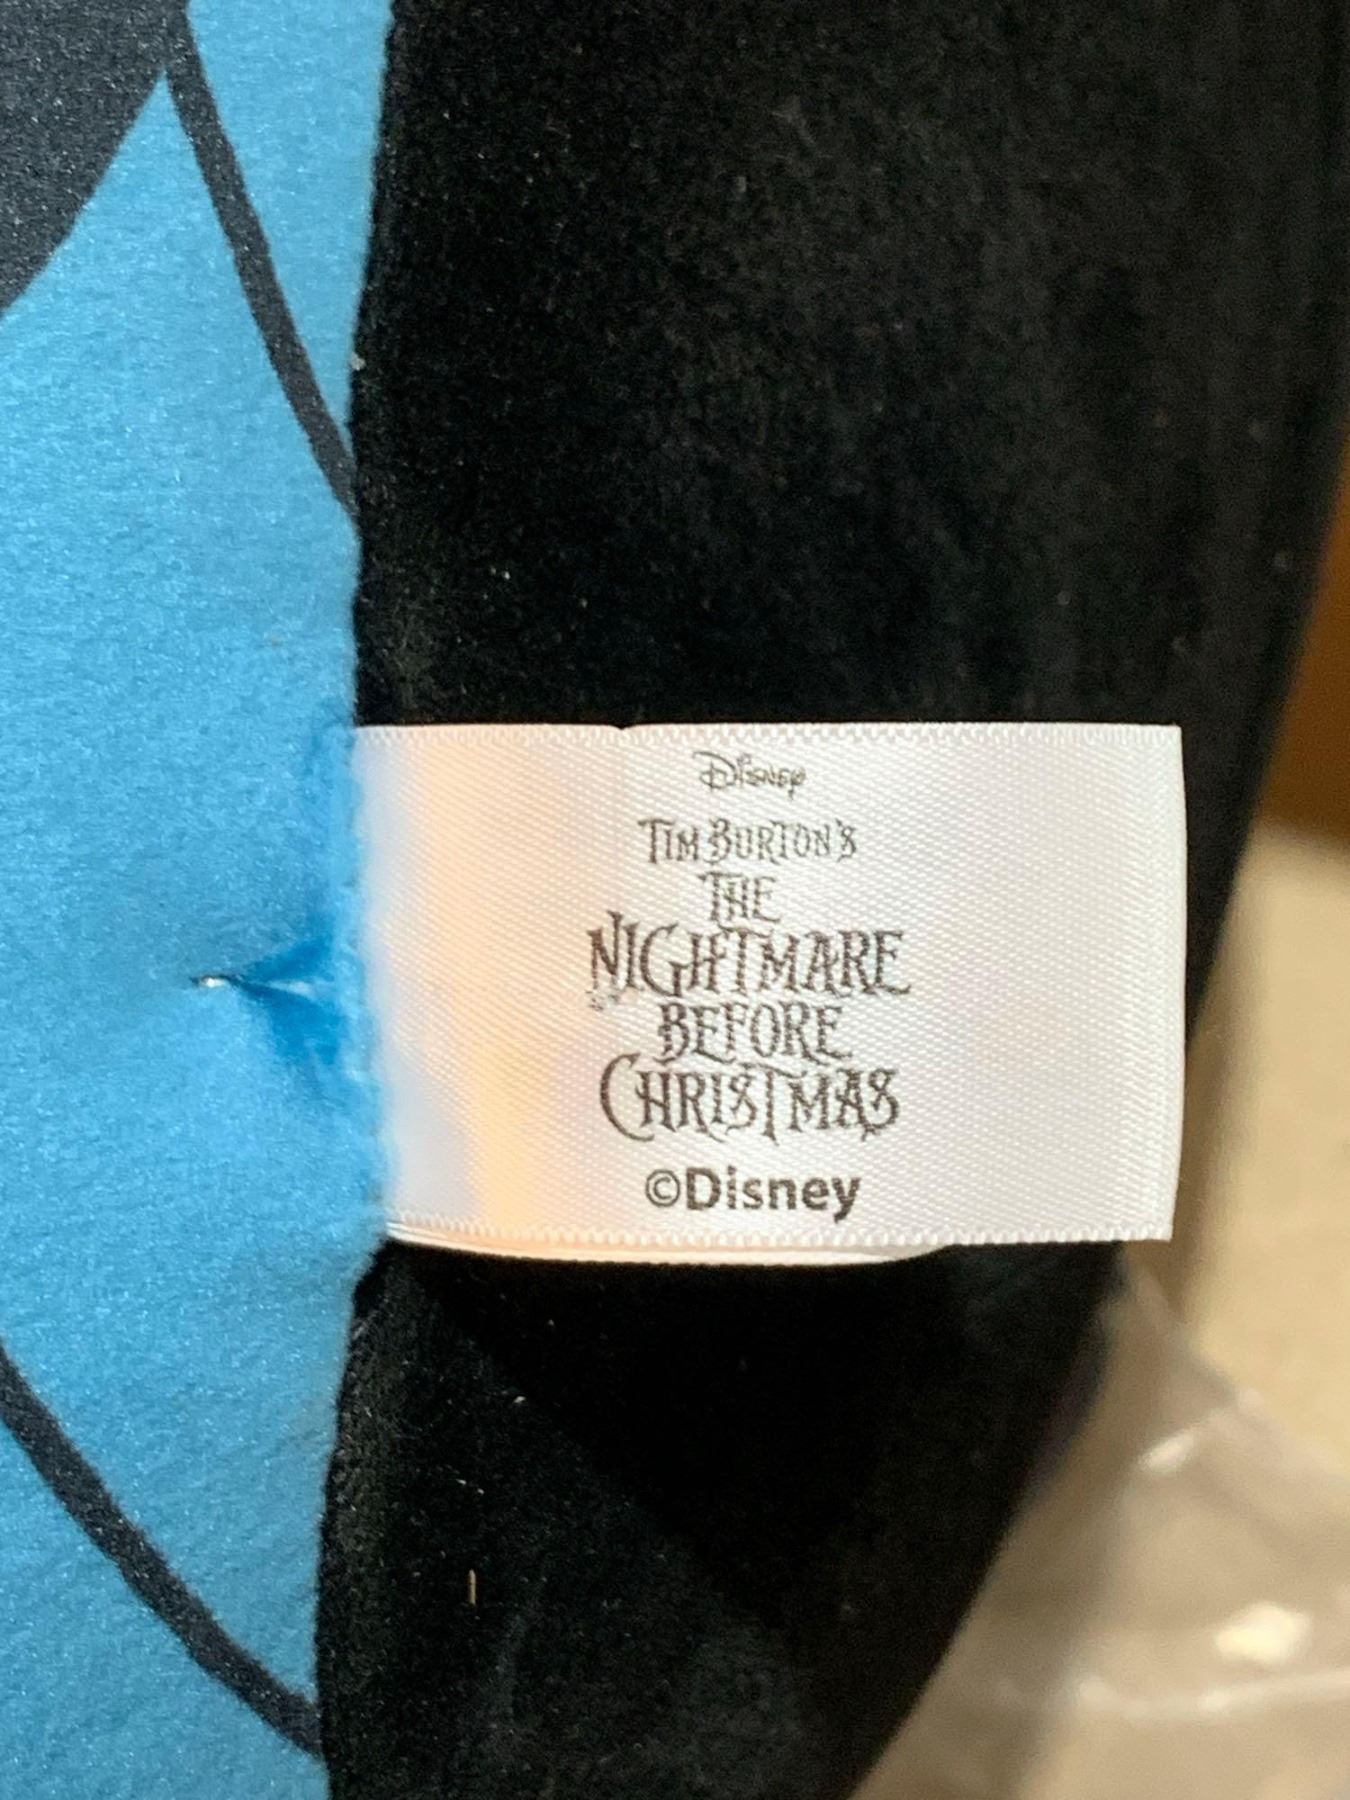 Disney
TIM BURTON'S
THE
NIGHTMARE
BEFORE
CHRISTMAS
©Disney